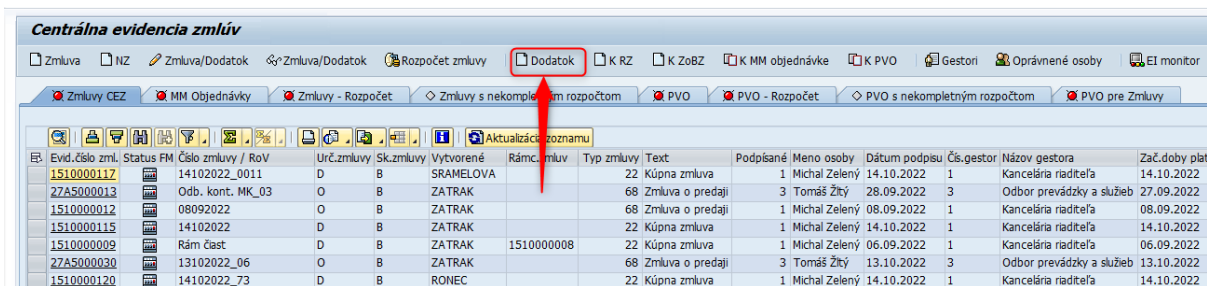 Centrálna evidencia zmlúv
Zmluva NZ Zmluva/Dodatok Zmluva/Dodatok Rozpočet zmluvy Dodatok K RZ K ZoBZ K MM objednávke K PVO Gestori Oprávnené osoby EI monitor
Zmluvy CEZ MM Objednávky Zmluvy - Rozpočet Zmluvy s nekompletným rozpočtom PVO PVO - Rozpočet PVO s nekompletným rozpočtom PVO pre Zmluvy
Aktualizácia zoznamu
Evid.číslo zml. Status FM Číslo zmluvy / RoV Urč.zmluvy Sk.zmluvy Vytvorené Rámc.zmluv Typ zmluvy Text Podpísané Meno osoby Dátum podpisu Čís.gestor Názov gestora Zač.doby plat
1510000117 14102022_0011 D B SRAMELOVA 22 Kúpna zmluva 1 Michal Zelený 14.10.2022 1 Kancelária riaditeľa 14.10.2022
27A5000013 Odb. kont. MK_03 O B ZATRAK 68 Zmluva o predaji 3 Tomáš Žltý 28.09.2022 3 Odbor prevádzky a služieb 27.09.2022
1510000012 08092022 O B ZATRAK 68 Zmluva o predaji 1 Michal Zelený 08.09.2022 1 Kancelária riaditeľa 08.09.2022
1510000115 14102022 D B ZATRAK 22 Kúpna zmluva 1 Michal Zelený 14.10.2022 1 Kancelária riaditeľa 14.10.2022
1510000009 Rám čiast D B ZATRAK 1510000008 22 Kúpna zmluva 1 Michal Zelený 06.09.2022 1 Kancelária riaditeľa 06.09.2022
27A5000030 13102022_06 O B ZATRAK 68 Zmluva o predaji 3 Tomáš Žltý 13.10.2022 3 Odbor prevádzky a služieb 13.10.2022
1510000120 14102022_73 D B RONEC 22 Kúpna zmluva 1 Michal Zelený 14.10.2022 1 Kancelária riaditeľa 14.10.2022